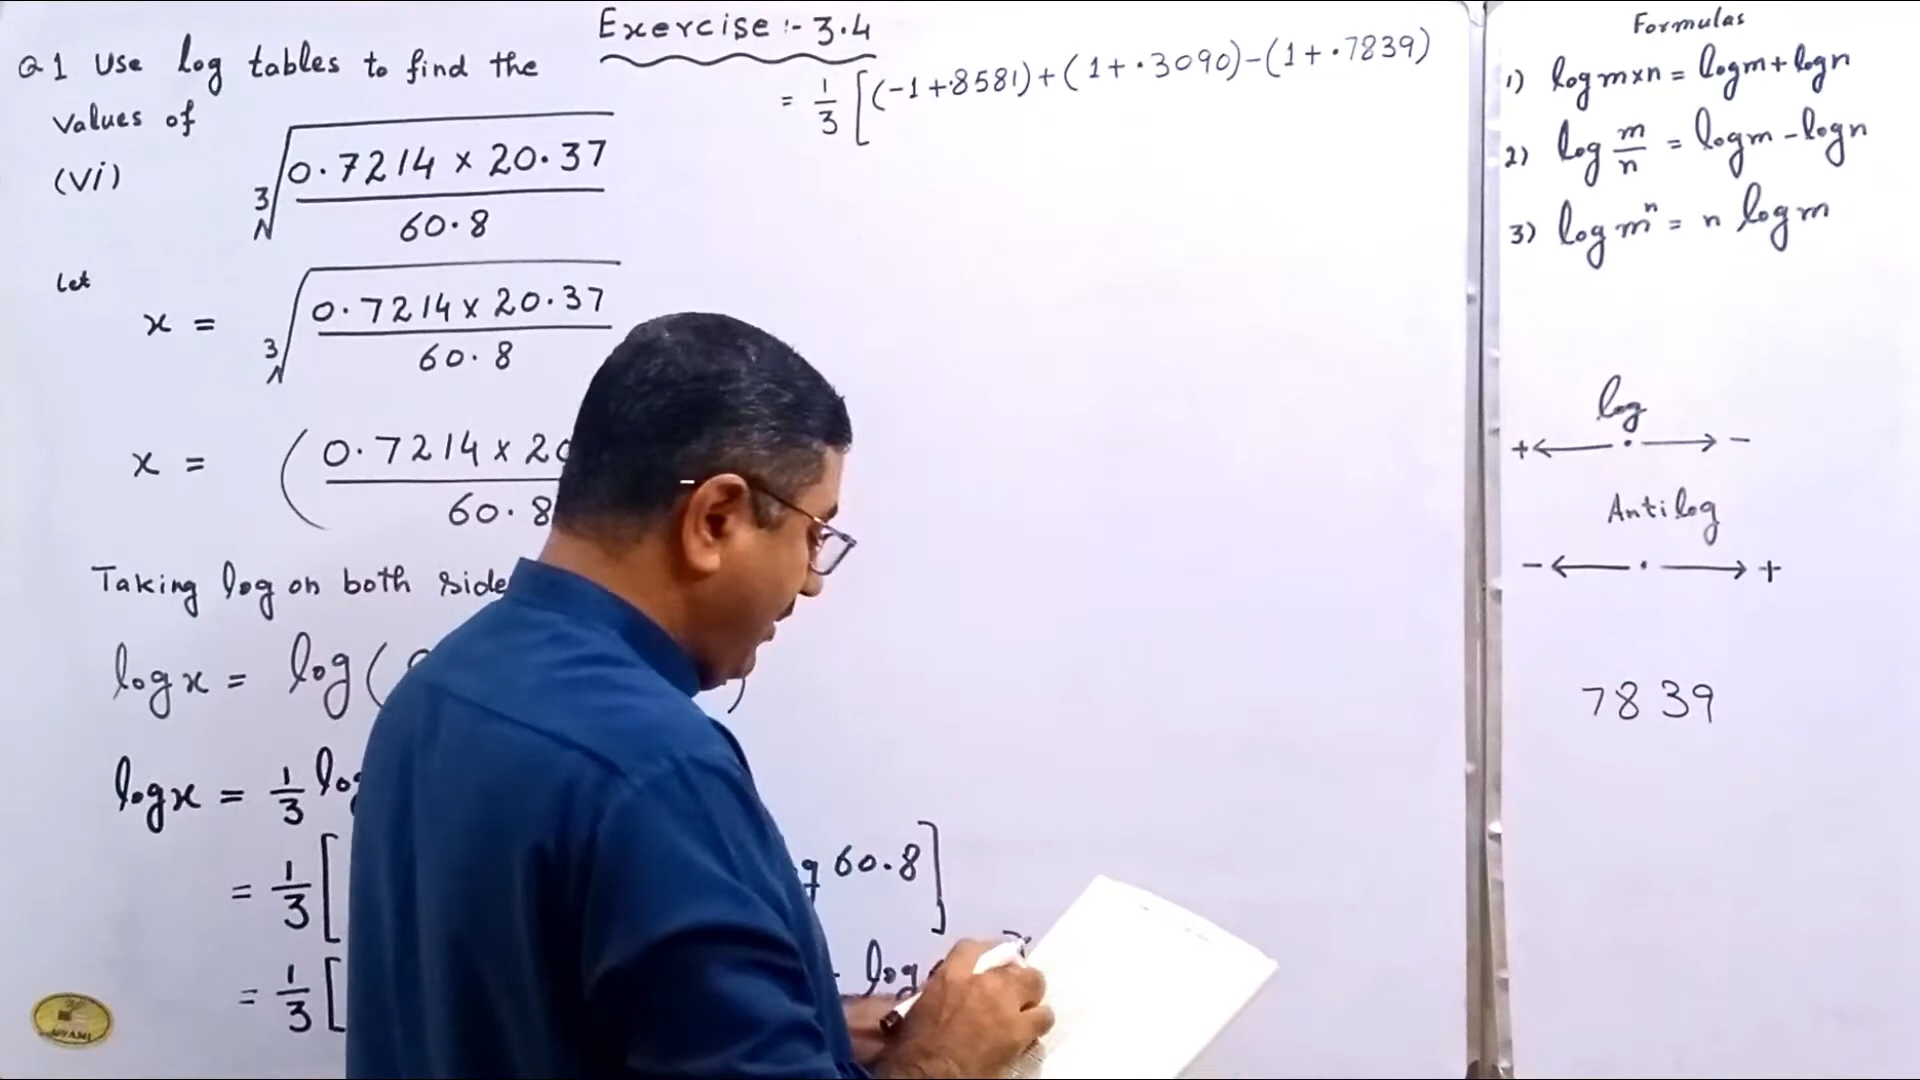 Exercise :- 3.4
Q1 Use log tables to find the
values of
(vi) ∛((0.7214 × 20.37)/60.8)
Let
x = ∛((0.7214 × 20.37)/60.8)
x = ( (0.7214 × 20 / 60.8
Taking log on both side
log x = log ( )
log x = 1/3 log
= 1/3 [ 60.8 ]
= 1/3 [ log
= 1/3 [ (-1+.8581)+(1+.3090)-(1+.7839)
Formulas
1) log m×n = log m + log n
2) log m/n = log m - log n
3) log mⁿ = n log m
log
+ ← . → -
Antilog
- ← . → +
7839